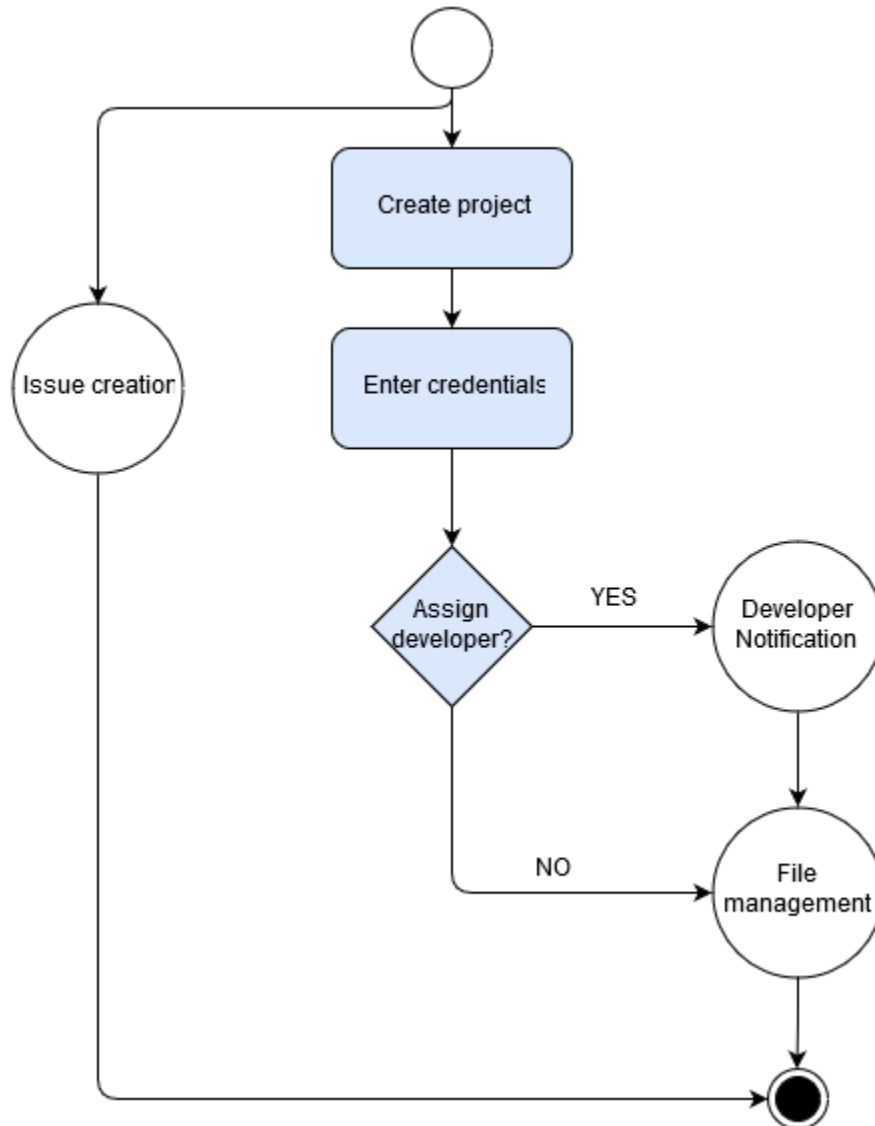 Create project
Enter credentials
Issue creation
Assign
developer?
YES
Developer
Notification
NO
File
management